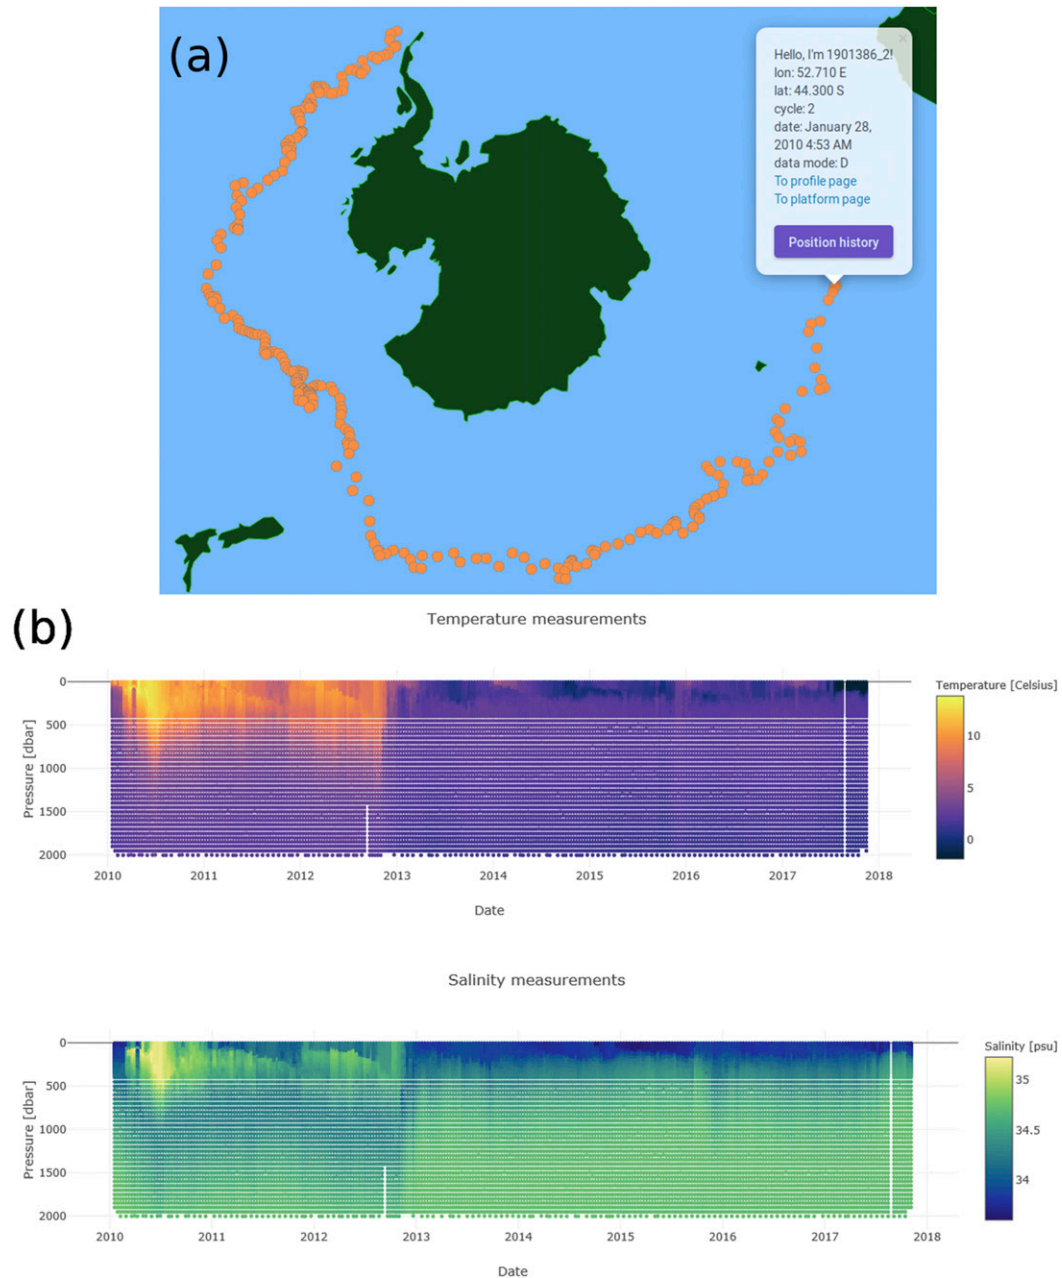 (a)
×
Hello, I'm 1901386_2!
lon: 52.710 E
lat: 44.300 S
cycle: 2
date: January 28,
2010 4:53 AM
data mode: D
To profile page
To platform page
Position history
(b)
Temperature measurements
Pressure [dbar]
0
500
1000
1500
2000
2010 2011 2012 2013 2014 2015 2016 2017 2018
Date
Temperature [Celsius]
10
5
0
Salinity measurements
Pressure [dbar]
0
500
1000
1500
2000
2010 2011 2012 2013 2014 2015 2016 2017 2018
Date
Salinity [psu]
35
34.5
34